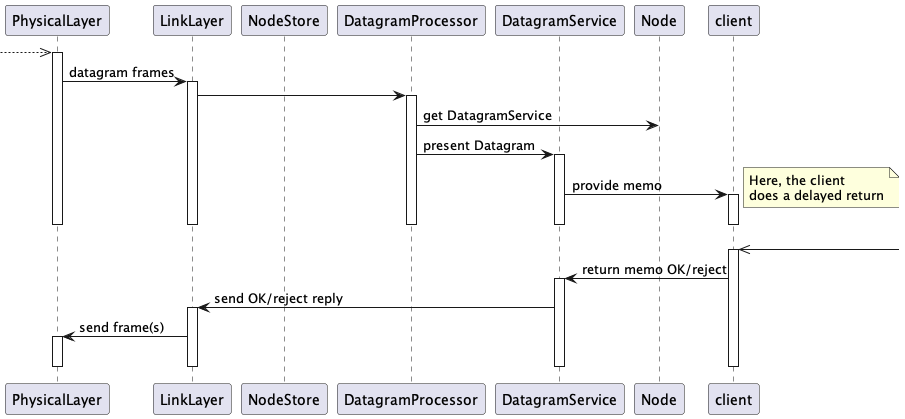 PhysicalLayer LinkLayer NodeStore DatagramProcessor DatagramService Node client
datagram frames
get DatagramService
present Datagram
provide memo
Here, the client
does a delayed return
return memo OK/reject
send OK/reject reply
send frame(s)
PhysicalLayer LinkLayer NodeStore DatagramProcessor DatagramService Node client